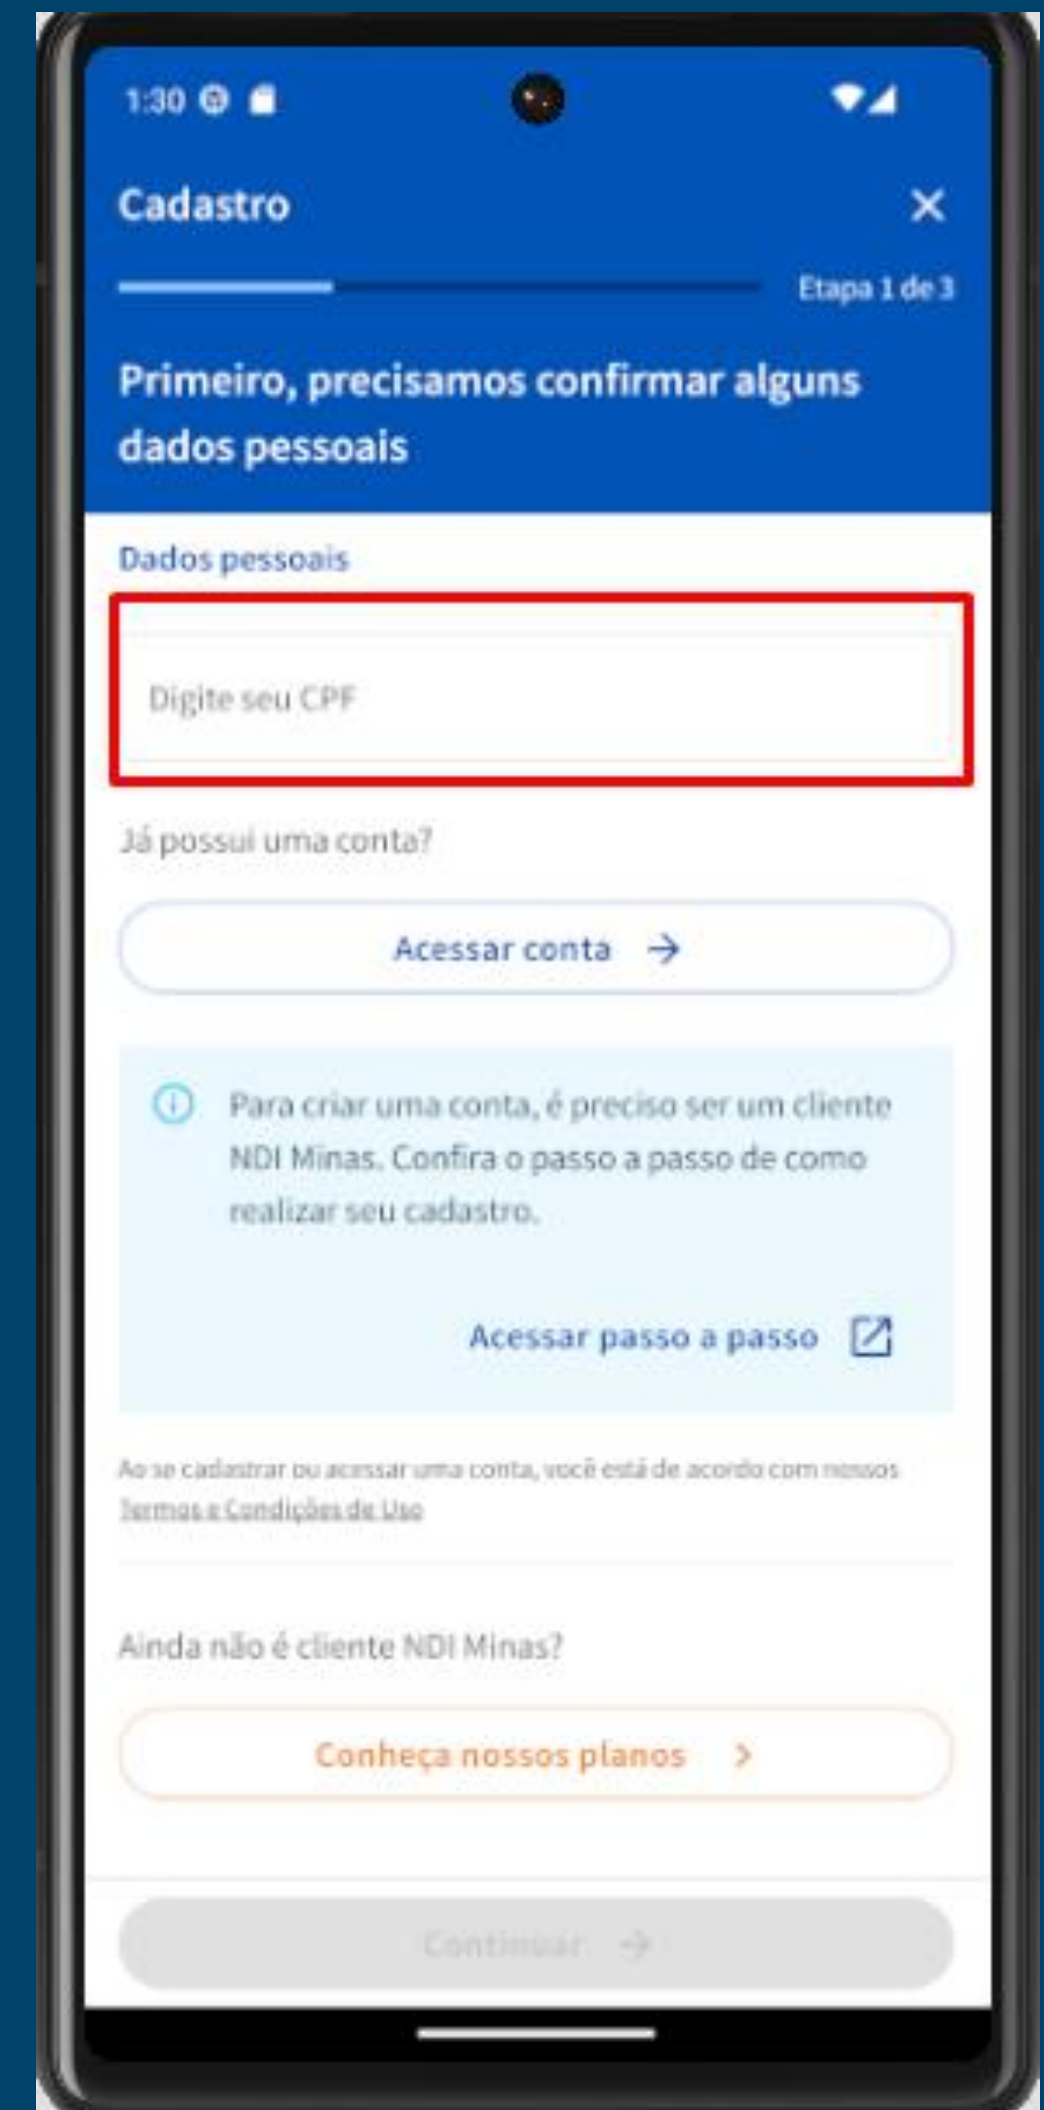 1:30
Cadastro
Etapa 1 de 3
Primeiro, precisamos confirmar alguns
dados pessoais
Dados pessoais
Digite seu CPF
Já possui uma conta?
Acessar conta
Para criar uma conta, é preciso ser um cliente
NDI Minas. Confira o passo a passo de como
realizar seu cadastro.
Acessar passo a passo
Ao se cadastrar ou acessar uma conta, você está de acordo com nossos
Termos e Condições de Uso
Ainda não é cliente NDI Minas?
Conheça nossos planos
Continuar